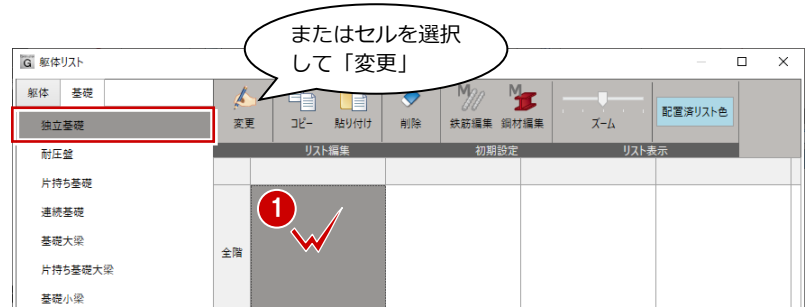 またはセルを選択
して「変更」
G 躯体リスト
躯体 基礎
変更 コピー 貼り付け 削除 鉄筋編集 鋼材編集 ズーム 配置済リスト色
リスト編集 初期設定 リスト表示
独立基礎
耐圧盤
片持ち基礎
連続基礎
基礎大梁
片持ち基礎大梁
基礎小梁
1
全階